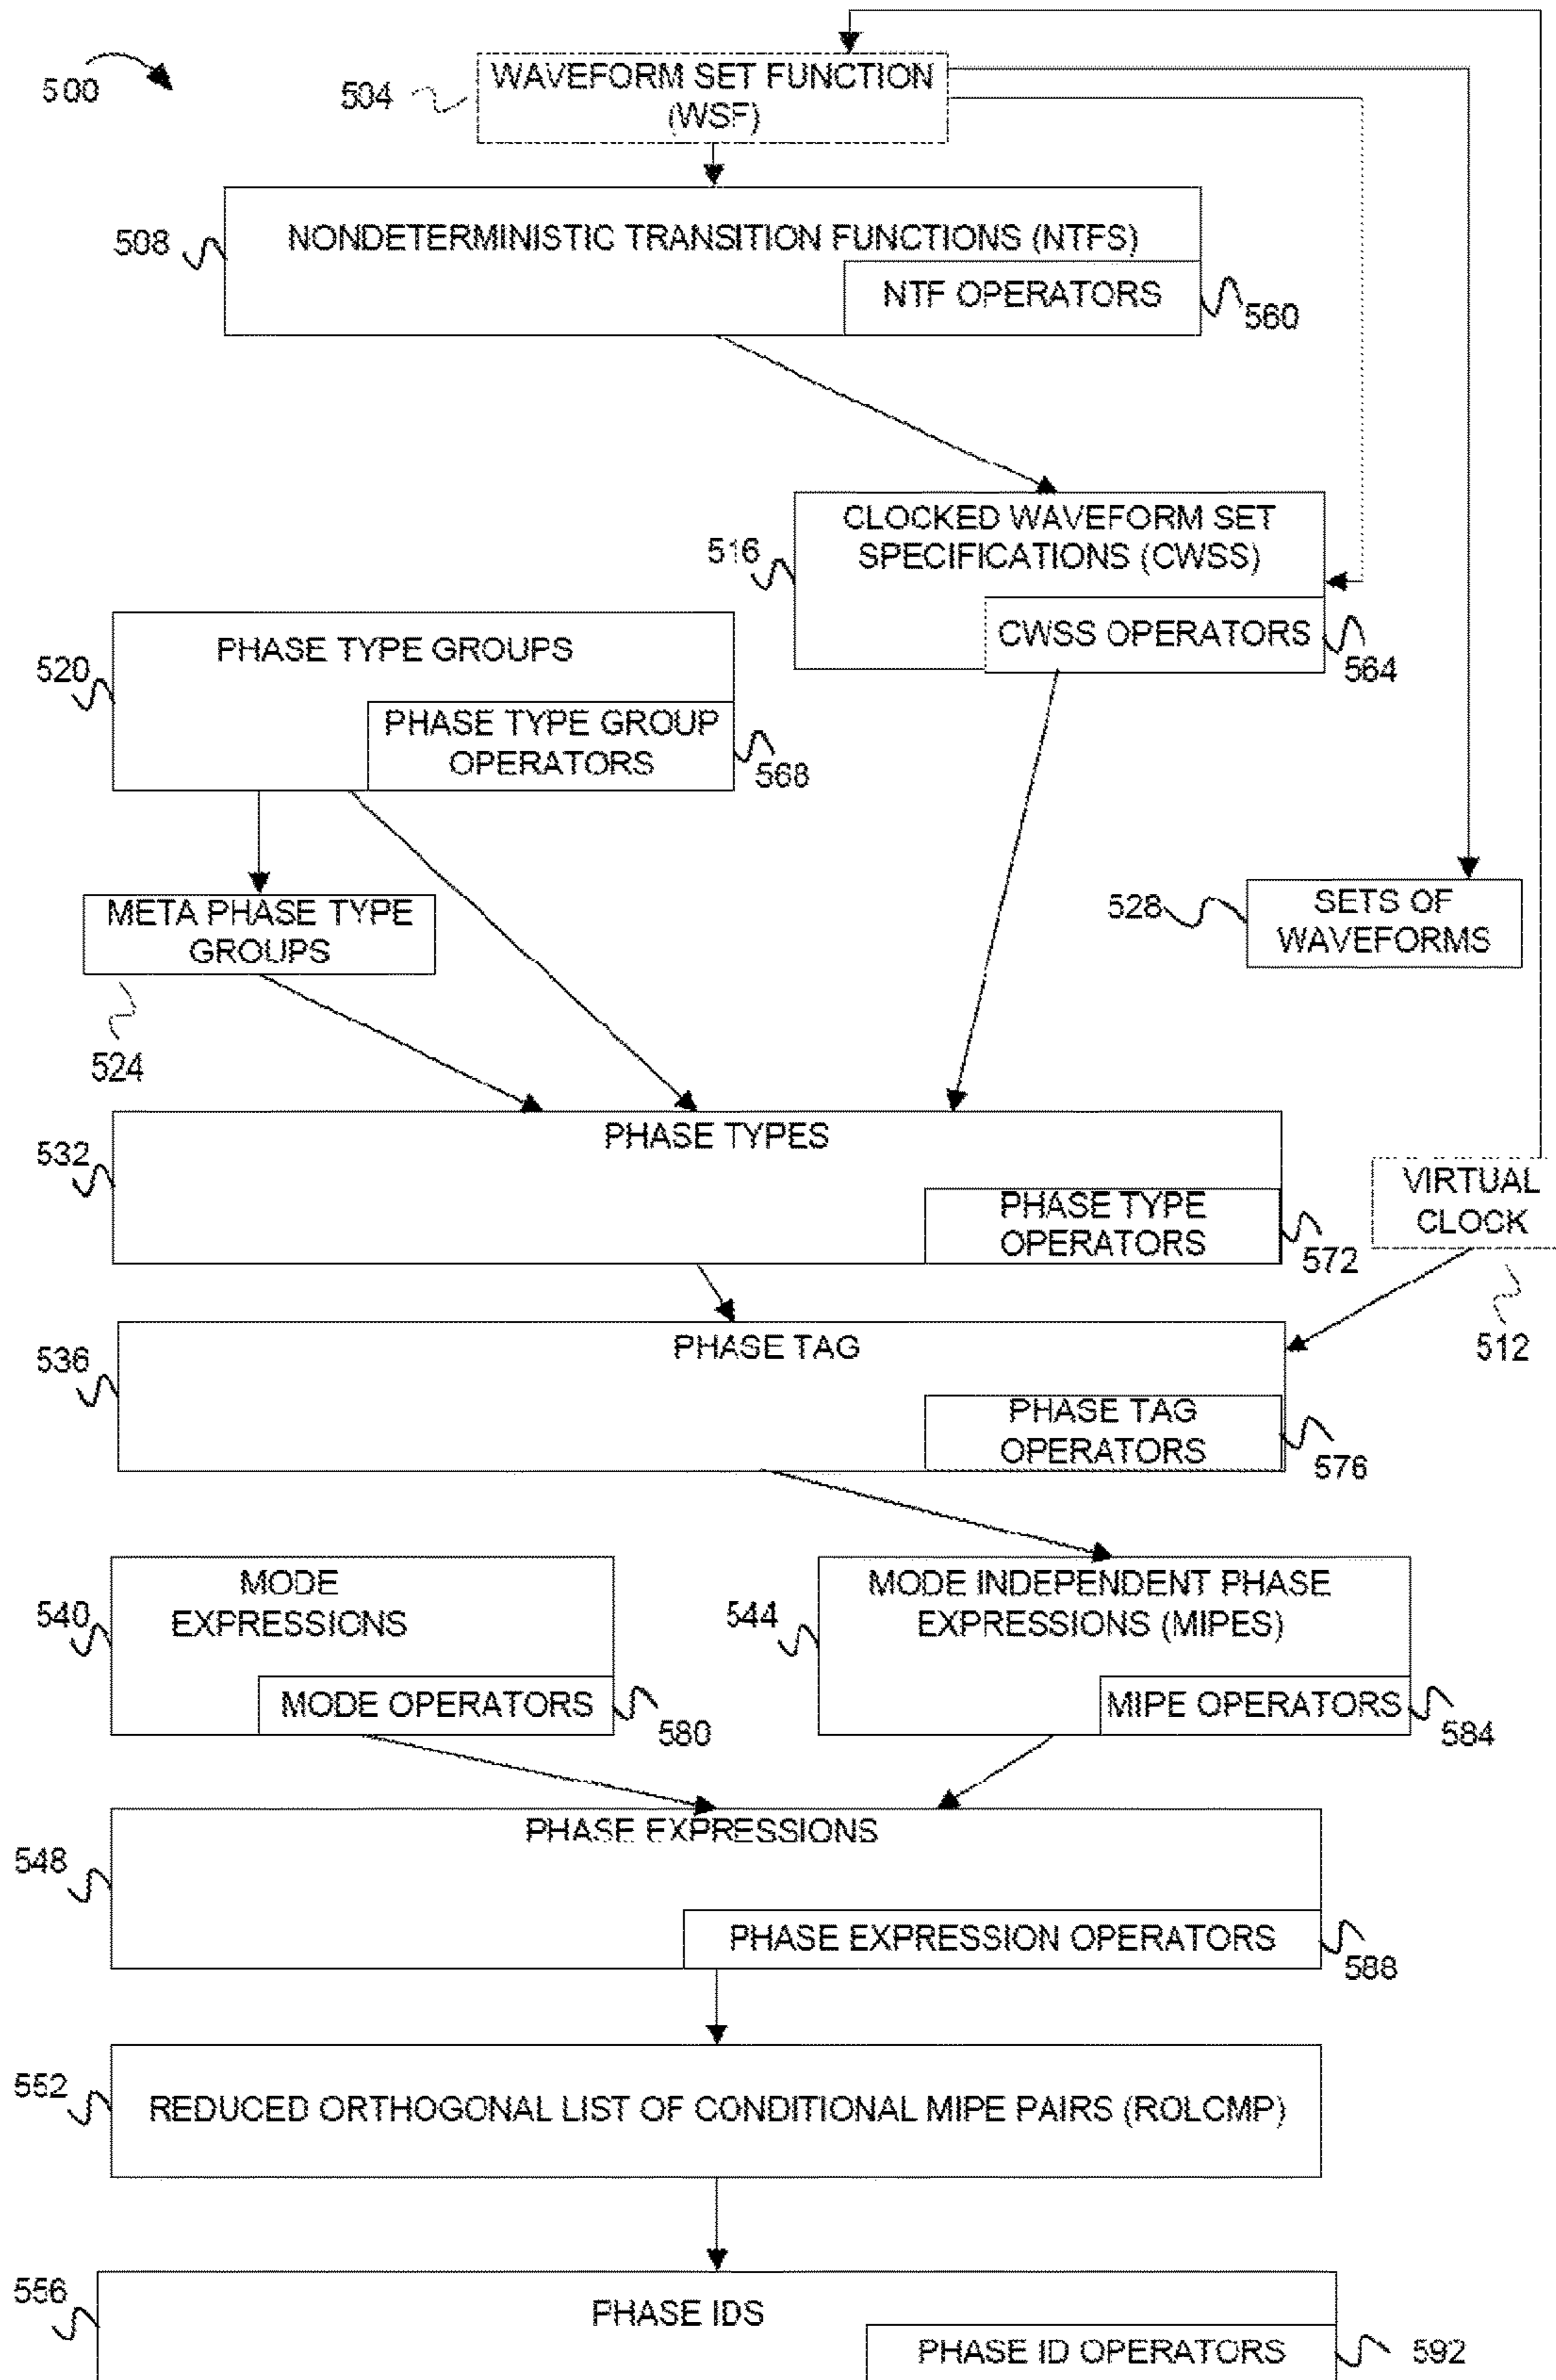 500
504
WAVEFORM SET FUNCTION
(WSF)
508
NONDETERMINISTIC TRANSITION FUNCTIONS (NTFS)
NTF OPERATORS
560
516
CLOCKED WAVEFORM SET
SPECIFICATIONS (CWSS)
CWSS OPERATORS
564
520
PHASE TYPE GROUPS
PHASE TYPE GROUP
OPERATORS
568
META PHASE TYPE
GROUPS
524
528
SETS OF
WAVEFORMS
532
PHASE TYPES
PHASE TYPE
OPERATORS
572
VIRTUAL
CLOCK
512
536
PHASE TAG
PHASE TAG
OPERATORS
576
540
MODE
EXPRESSIONS
MODE OPERATORS
580
544
MODE INDEPENDENT PHASE
EXPRESSIONS (MIPES)
MIPE OPERATORS
584
548
PHASE EXPRESSIONS
PHASE EXPRESSION OPERATORS
588
552
REDUCED ORTHOGONAL LIST OF CONDITIONAL MIPE PAIRS (ROLCMP)
556
PHASE IDS
PHASE ID OPERATORS
592